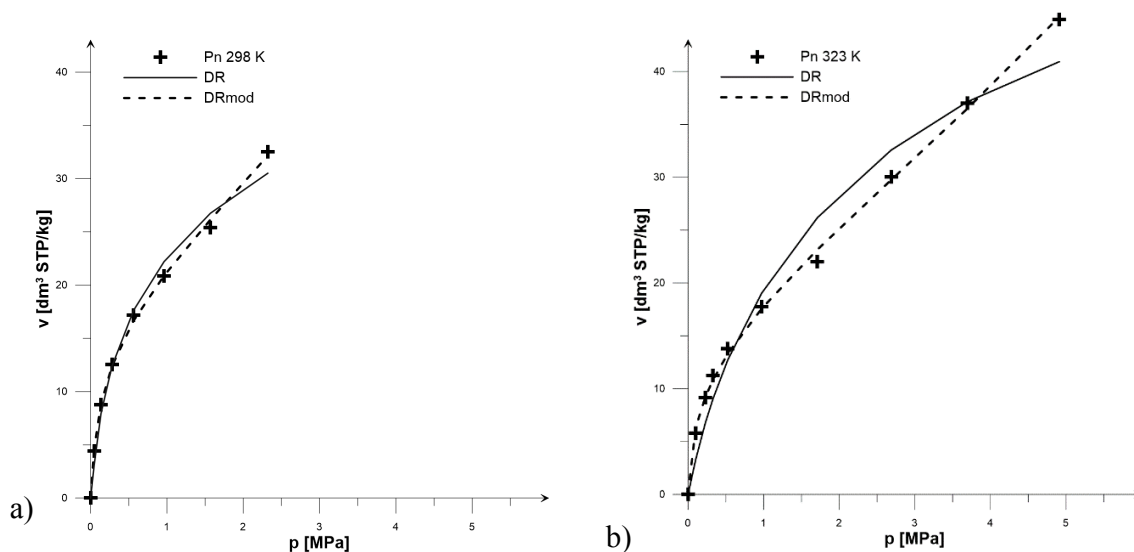 Pn 298 K
DR
DRmod
40
30
20
10
0
v [dm³ STP/kg]
0 1 2 3 4 5
p [MPa]
a)
Pn 323 K
DR
DRmod
40
30
20
10
0
v [dm³ STP/kg]
0 1 2 3 4 5
p [MPa]
b)